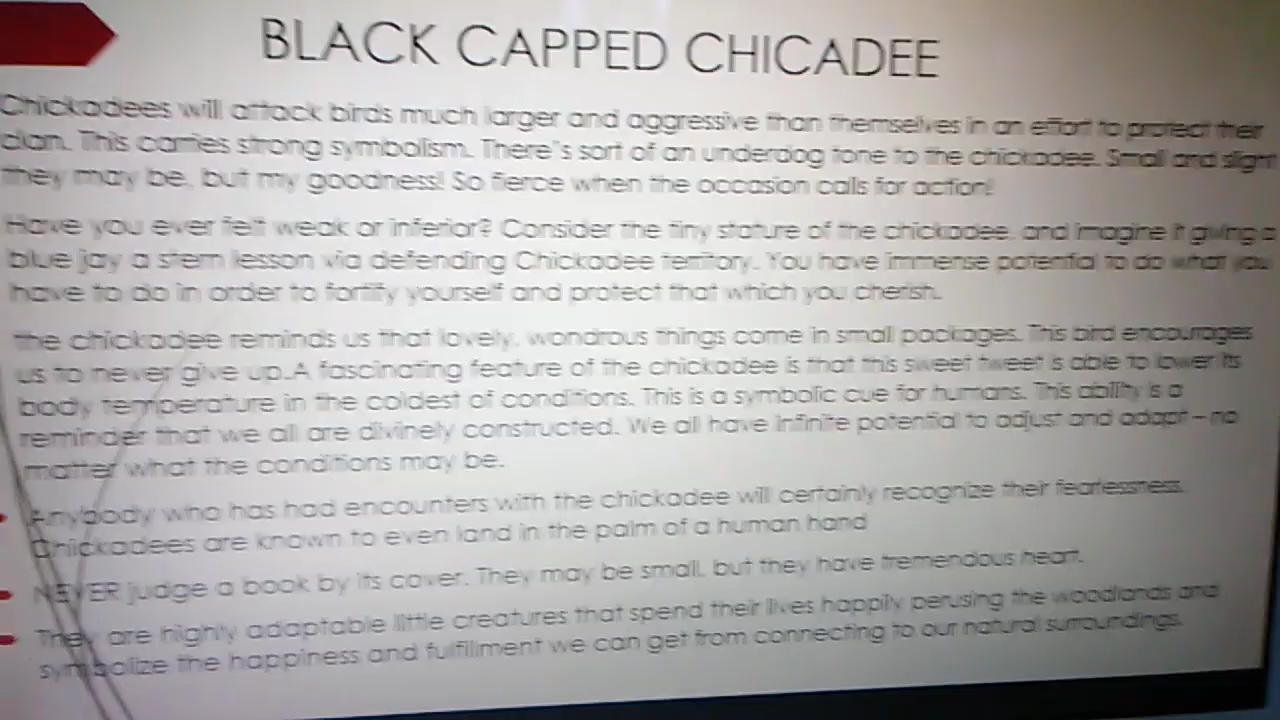 BLACK CAPPED CHICADEE
Chickadees will attack birds much larger and aggressive than themselves in an effort to protect their
clan. This carries strong symbolism. There's sort of an underdog tone to the chickadee. Small and slight
they may be, but my goodness! So fierce when the occasion calls for action!
Have you ever felt weak or inferior? Consider the tiny stature of the chickadee, and imagine it giving a
blue jay a stern lesson via defending Chickadee territory. You have immense potential to do what you
have to do in order to fortify yourself and protect that which you cherish.
the chickadee reminds us that lovely, wondrous things come in small packages. This bird encourages
us to never give up.A fascinating feature of the chickadee is that this sweet tweet is able to lower its
body temperature in the coldest of conditions. This is a symbolic cue for humans. This ability is a
reminder that we all are divinely constructed. We all have infinite potential to adjust and adapt – no
matter what the conditions may be.
Anybody who has had encounters with the chickadee will certainly recognize their fearlessness.
Chickadees are known to even land in the palm of a human hand
NEVER judge a book by its cover. They may be small, but they have tremendous heart.
They are highly adaptable little creatures that spend their lives happily perusing the woodlands and
symbolize the happiness and fulfillment we can get from connecting to our natural surroundings.